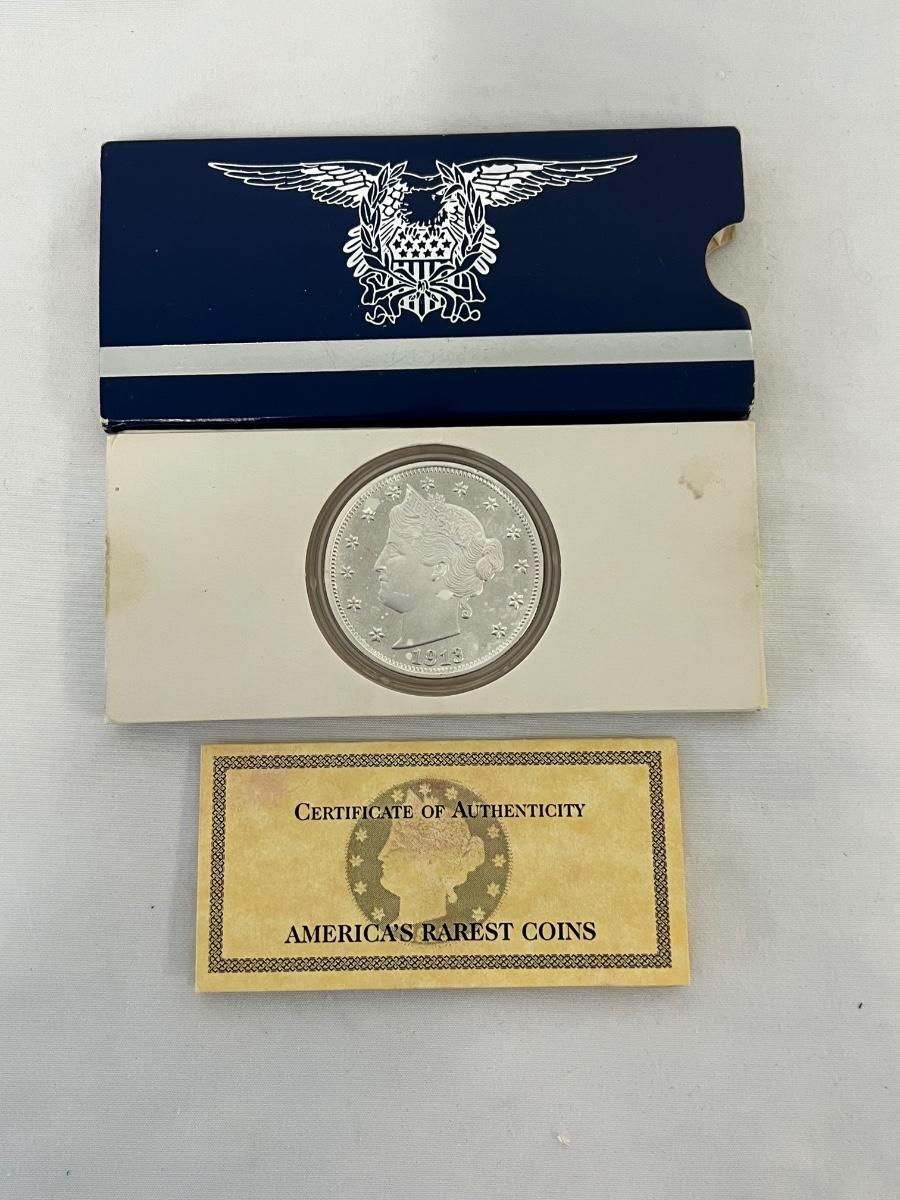 1913
CERTIFICATE OF AUTHENTICITY
AMERICA'S RAREST COINS